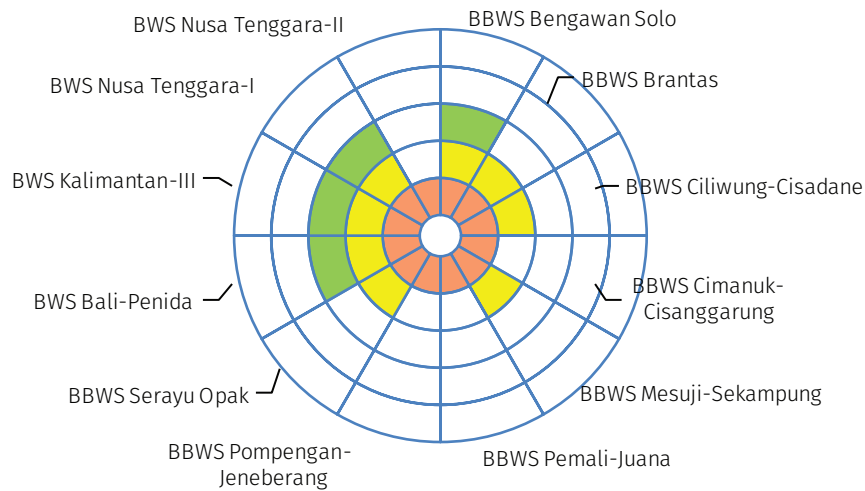 BWS Nusa Tenggara-II
BBWS Bengawan Solo
BWS Nusa Tenggara-I
BBWS Brantas
BWS Kalimantan-III
BBWS Ciliwung-Cisadane
BWS Bali-Penida
BBWS Cimanuk-
Cisanggarung
BBWS Serayu Opak
BBWS Mesuji-Sekampung
BBWS Pompengan-
Jeneberang
BBWS Pemali-Juana